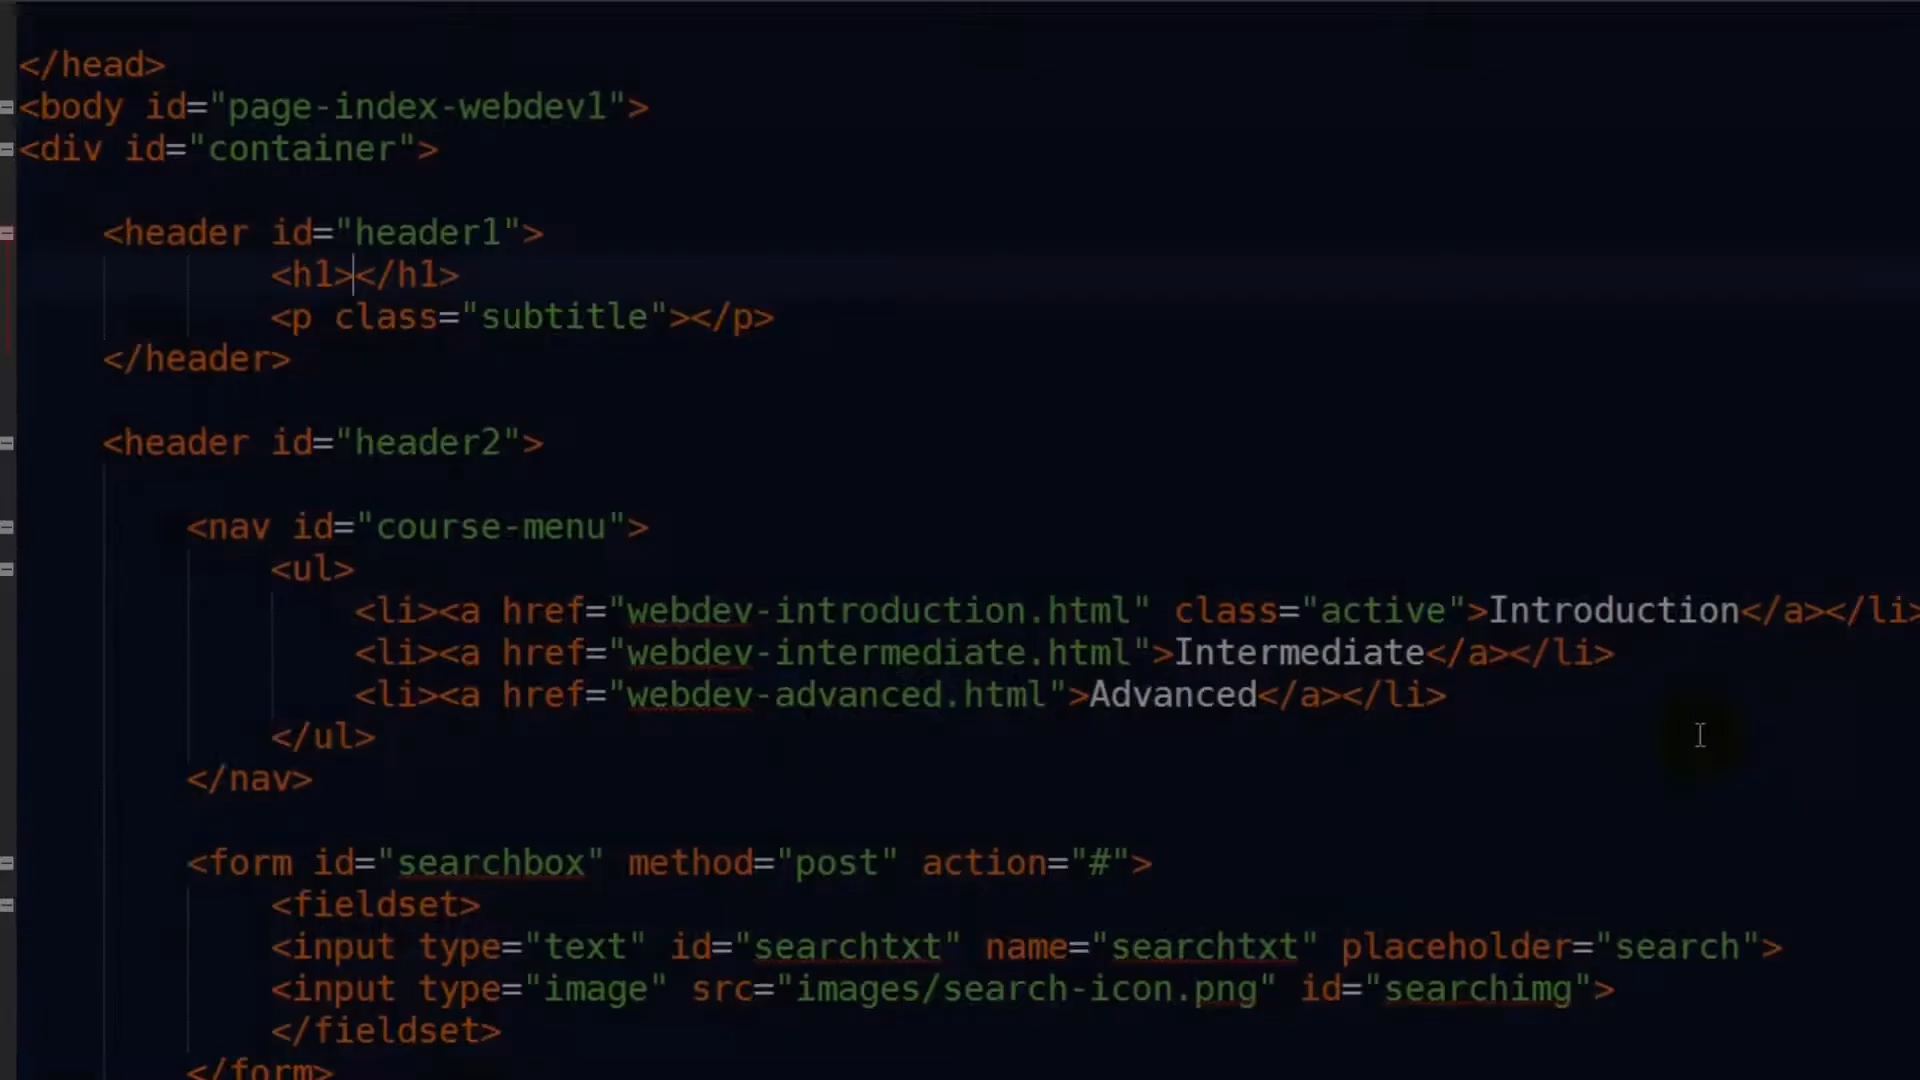 </head>
<body id="page-index-webdev1">
<div id="container">
<header id="header1">
<h1></h1>
<p class="subtitle"></p>
</header>
<header id="header2">
<nav id="course-menu">
<ul>
<li><a href="webdev-introduction.html" class="active">Introduction</a></li>
<li><a href="webdev-intermediate.html">Intermediate</a></li>
<li><a href="webdev-advanced.html">Advanced</a></li>
</ul>
</nav>
<form id="searchbox" method="post" action="#">
<fieldset>
<input type="text" id="searchtxt" name="searchtxt" placeholder="search">
<input type="image" src="images/search-icon.png" id="searchimg">
</fieldset>
</form>